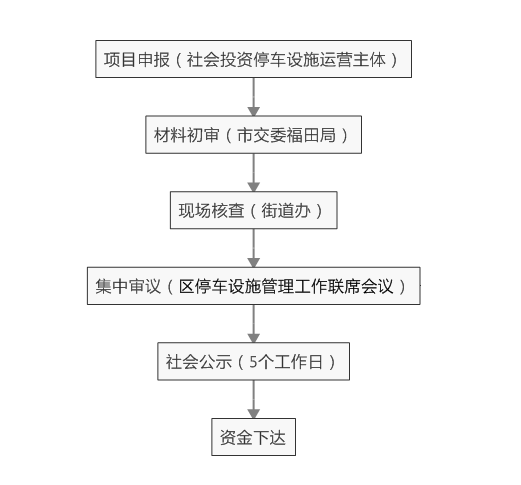 项目申报（社会投资停车设施运营主体）
材料初审（市交委福田局）
现场核查（街道办）
集中审议（区停车设施管理工作联席会议）
社会公示（5个工作日）
资金下达